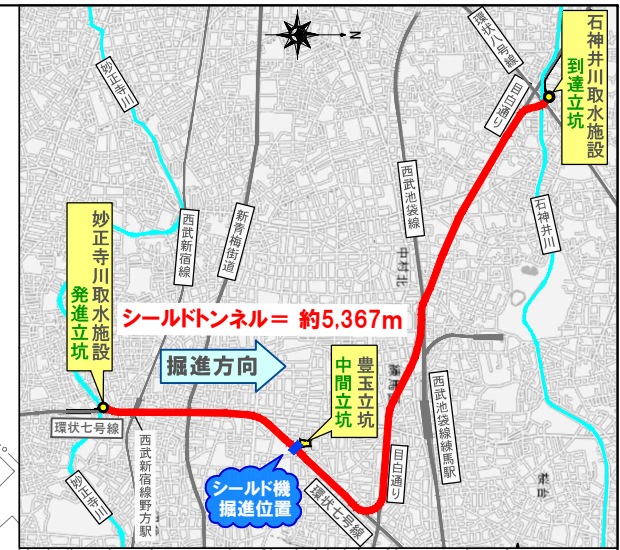 N
妙正寺川
環状八号線
目白通り
石神井川取水施設
到達立坑
西武池袋線
石神井川
西武新宿線
新青梅街道
中村北
妙正寺川取水施設
発進立坑
シールドトンネル= 約5,367m
掘進方向
豊玉立坑
中間立坑
西武池袋線練馬駅
環状七号線
西武新宿線野方駅
目白通り
妙正寺川
シールド機
掘進位置
環状七号線